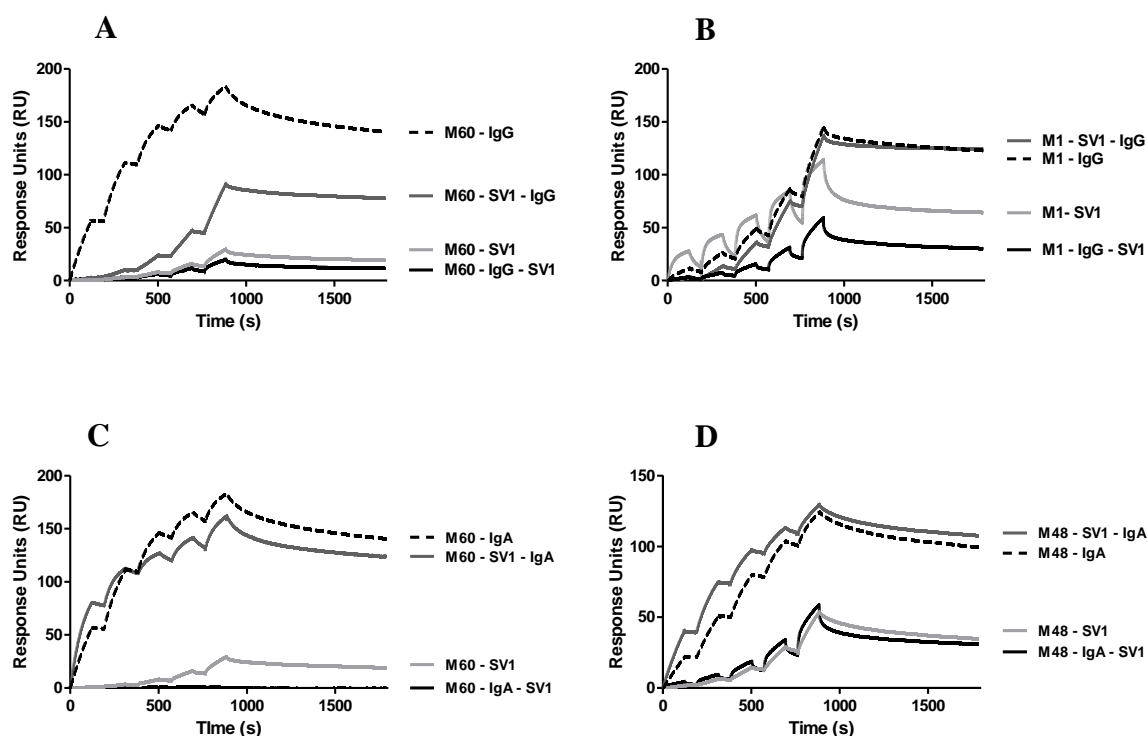 A
Response Units (RU)
200
150
100
50
0
0 500 1000 1500
Time (s)
M60 - IgG
M60 - SV1 - IgG
M60 - SV1
M60 - IgG - SV1
B
Response Units (RU)
200
150
100
50
0
0 500 1000 1500
Time (s)
M1 - SV1 - IgG
M1 - IgG
M1- SV1
M1 - IgG - SV1
C
Response Units (RU)
200
150
100
50
0
0 500 1000 1500
TIme (s)
M60 - IgA
M60 - SV1 - IgA
M60 - SV1
M60 - IgA - SV1
D
Response Units (RU)
150
100
50
0
0 500 1000 1500
Time (s)
M48 - SV1 - IgA
M48 - IgA
M48 - SV1
M48 - IgA - SV1